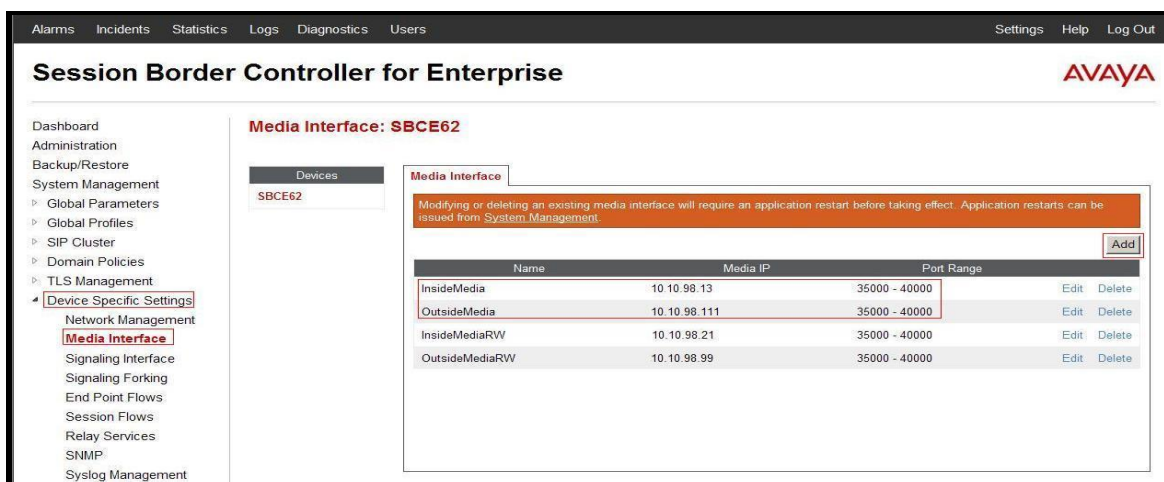 Alarms Incidents Statistics Logs Diagnostics Users Settings Help Log Out
Session Border Controller for Enterprise
AVAYA
Dashboard
Administration
Backup/Restore
System Management
Global Parameters
Global Profiles
SIP Cluster
Domain Policies
TLS Management
Device Specific Settings
Network Management
Media Interface
Signaling Interface
Signaling Forking
End Point Flows
Session Flows
Relay Services
SNMP
Syslog Management
Media Interface: SBCE62
Devices
SBCE62
Media Interface
Modifying or deleting an existing media interface will require an application restart before taking effect. Application restarts can be
issued from System Management.
Add
Name Media IP Port Range
InsideMedia 10.10.98.13 35000 - 40000 Edit Delete
OutsideMedia 10.10.98.111 35000 - 40000 Edit Delete
InsideMediaRW 10.10.98.21 35000 - 40000 Edit Delete
OutsideMediaRW 10.10.98.99 35000 - 40000 Edit Delete